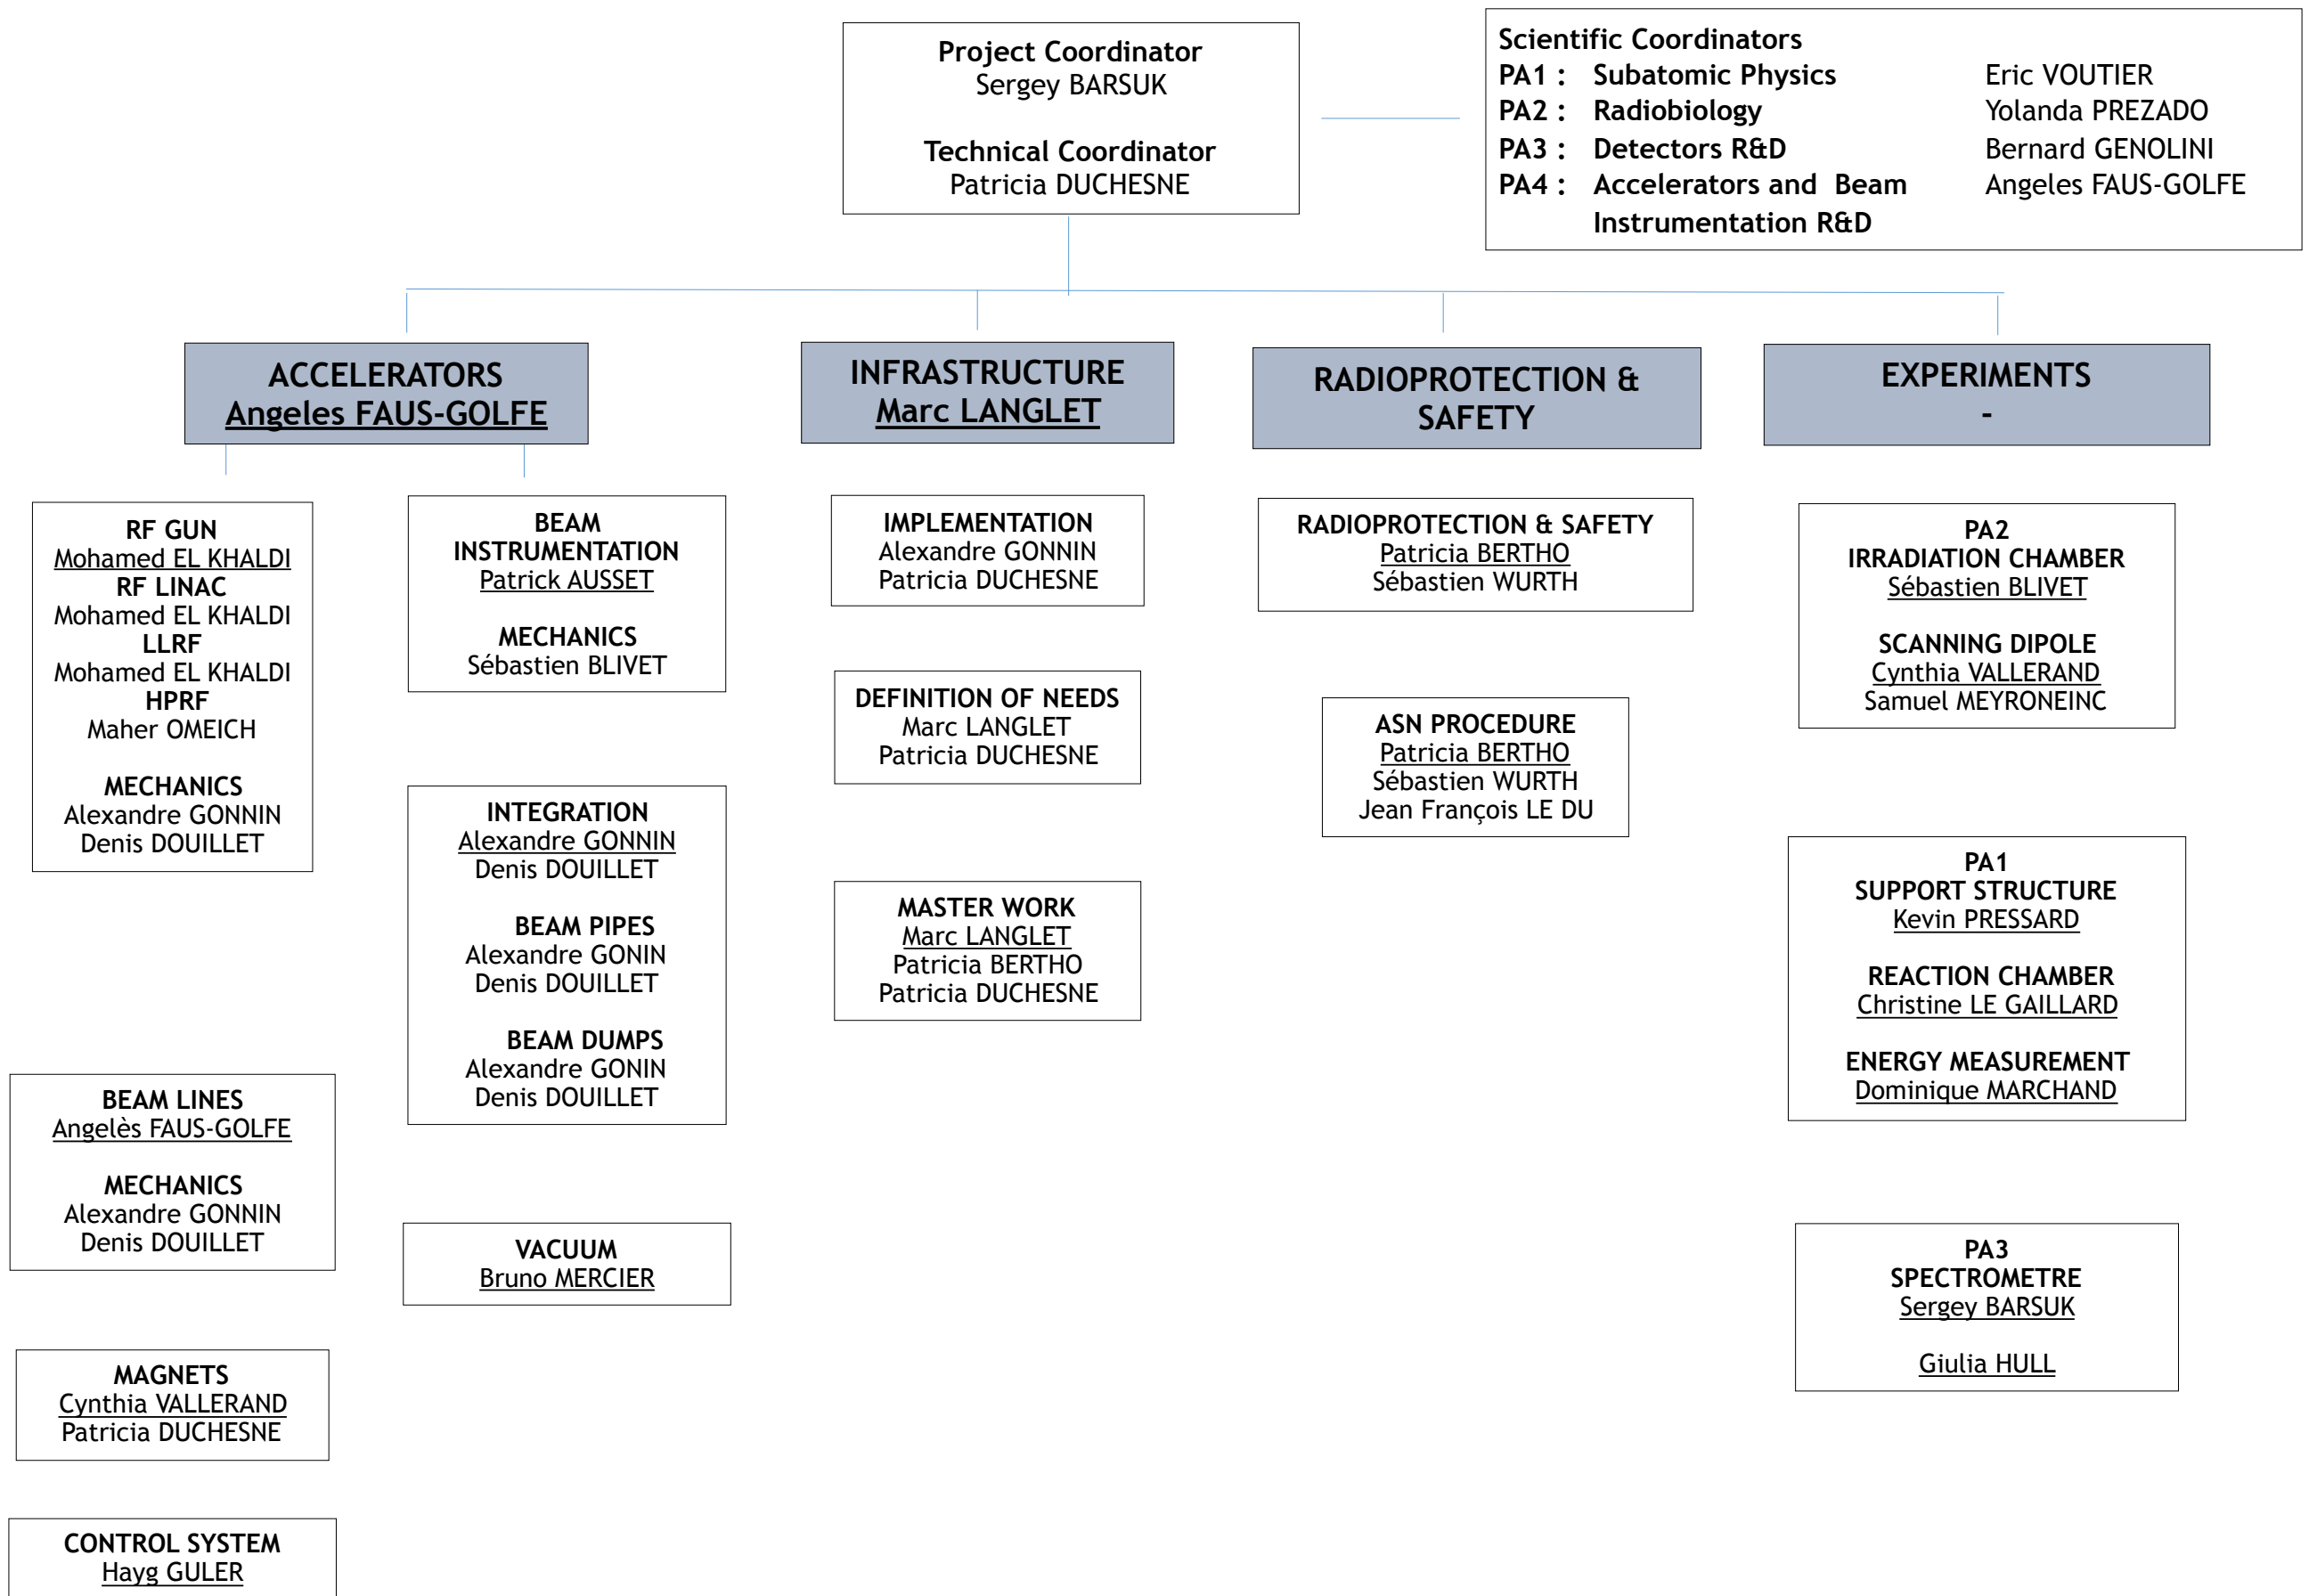 Project Coordinator
Sergey BARSUK
Technical Coordinator
Patricia DUCHESNE
Scientific Coordinators
PA1 : Subatomic Physics Eric VOUTIER
PA2 : Radiobiology Yolanda PREZADO
PA3 : Detectors R&D Bernard GENOLINI
PA4 : Accelerators and Beam Angeles FAUS-GOLFE
Instrumentation R&D
ACCELERATORS
Angeles FAUS-GOLFE
INFRASTRUCTURE
Marc LANGLET
RADIOPROTECTION &
SAFETY
EXPERIMENTS
-
RF GUN
Mohamed EL KHALDI
RF LINAC
Mohamed EL KHALDI
LLRF
Mohamed EL KHALDI
HPRF
Maher OMEICH
MECHANICS
Alexandre GONNIN
Denis DOUILLET
BEAM LINES
Angelès FAUS-GOLFE
MECHANICS
Alexandre GONNIN
Denis DOUILLET
MAGNETS
Cynthia VALLERAND
Patricia DUCHESNE
CONTROL SYSTEM
Hayg GULER
BEAM
INSTRUMENTATION
Patrick AUSSET
MECHANICS
Sébastien BLIVET
INTEGRATION
Alexandre GONNIN
Denis DOUILLET
BEAM PIPES
Alexandre GONIN
Denis DOUILLET
BEAM DUMPS
Alexandre GONIN
Denis DOUILLET
VACUUM
Bruno MERCIER
IMPLEMENTATION
Alexandre GONNIN
Patricia DUCHESNE
DEFINITION OF NEEDS
Marc LANGLET
Patricia DUCHESNE
MASTER WORK
Marc LANGLET
Patricia BERTHO
Patricia DUCHESNE
RADIOPROTECTION & SAFETY
Patricia BERTHO
Sébastien WURTH
ASN PROCEDURE
Patricia BERTHO
Sébastien WURTH
Jean François LE DU
PA2
IRRADIATION CHAMBER
Sébastien BLIVET
SCANNING DIPOLE
Cynthia VALLERAND
Samuel MEYRONEINC
PA1
SUPPORT STRUCTURE
Kevin PRESSARD
REACTION CHAMBER
Christine LE GAILLARD
ENERGY MEASUREMENT
Dominique MARCHAND
PA3
SPECTROMETRE
Sergey BARSUK
Giulia HULL